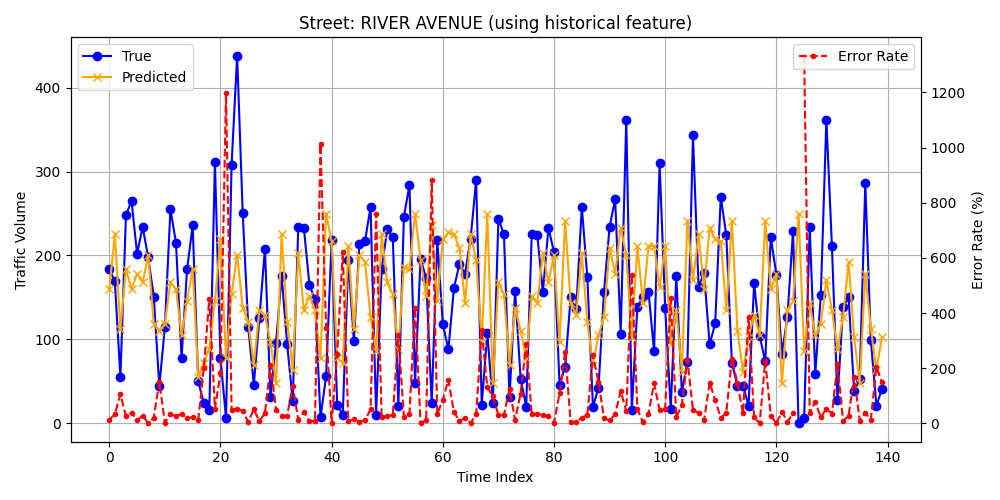 Street: RIVER AVENUE (using historical feature)
True
Predicted
Error Rate
Traffic Volume
400
300
200
100
0
1200
1000
800
600
400
200
0
Error Rate (%)
0
20
40
60
80
100
120
140
Time Index